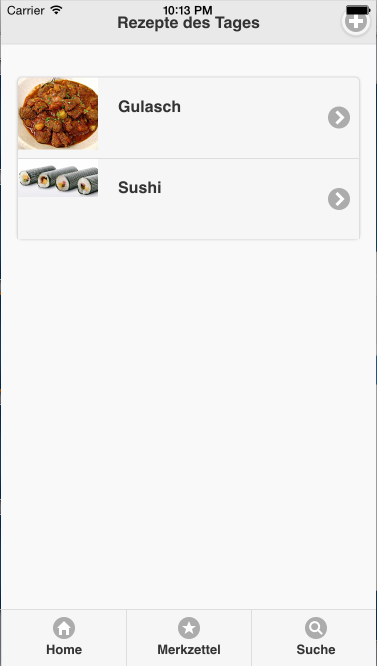 Carrier 10:13 PM
Rezepte des Tages
Gulasch
Sushi
Home Merkzettel Suche